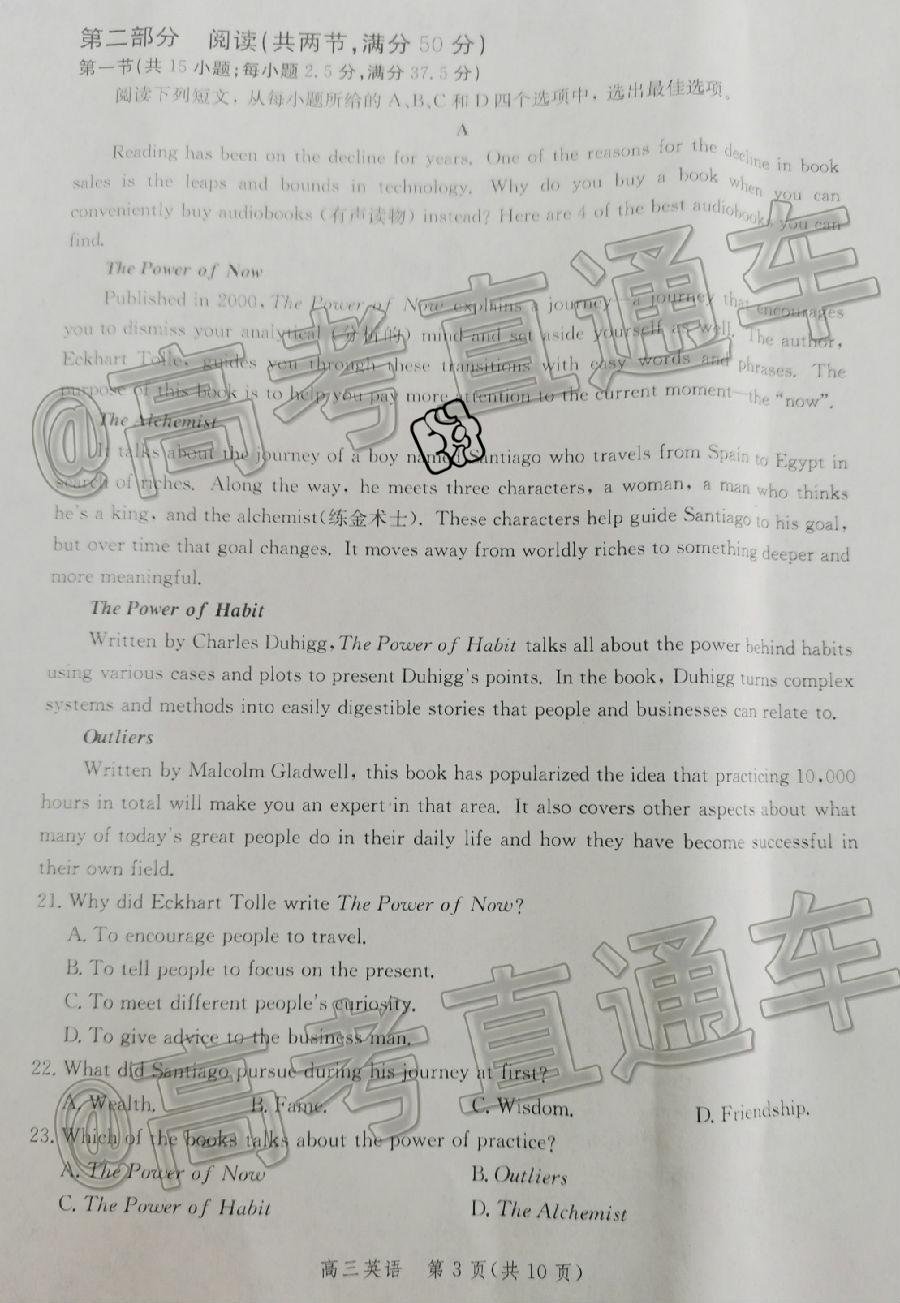 第二部分 阅读(共两节,满分50分)
第一节(共15小题;每小题2.5分,满分37.5分)
阅读下列短文,从每小题所给的A、B、C和D四个选项中,选出最佳选项。
A
Reading has been on the decline for years. One of the reasons for the decline in book
sales is the leaps and bounds in technology. Why do you buy a book when you can
conveniently buy audiobooks (有声读物) instead? Here are 4 of the best audiobooks you can
find.
The Power of Now
Published in 2000, The Power of Now explains a journey—a journey that encourages
you to dismiss your analytical (分析的) mind and set aside yourself as well. The author,
Eckhart Tolle, guides you through these transitions with easy words and phrases. The
purpose of this book is to help you pay more attention to the current moment—the "now".
The Alchemist
It talks about the journey of a boy named Santiago who travels from Spain to Egypt in
search of riches. Along the way, he meets three characters, a woman, a man who thinks
he's a king, and the alchemist(练金术士). These characters help guide Santiago to his goal,
but over time that goal changes. It moves away from worldly riches to something deeper and
more meaningful.
The Power of Habit
Written by Charles Duhigg, The Power of Habit talks all about the power behind habits
using various cases and plots to present Duhigg's points. In the book, Duhigg turns complex
systems and methods into easily digestible stories that people and businesses can relate to.
Outliers
Written by Malcolm Gladwell, this book has popularized the idea that practicing 10,000
hours in total will make you an expert in that area. It also covers other aspects about what
many of today's great people do in their daily life and how they have become successful in
their own field.
21. Why did Eckhart Tolle write The Power of Now?
A. To encourage people to travel.
B. To tell people to focus on the present.
C. To meet different people's curiosity.
D. To give advice to the business man.
22. What did Santiago pursue during his journey at first?
A. Wealth. B. Fame. C. Wisdom. D. Friendship.
23. Which of the books talks about the power of practice?
A. The Power of Now B. Outliers
C. The Power of Habit D. The Alchemist
高三英语 第3页(共10页)
@高考直通车
@高考直通车